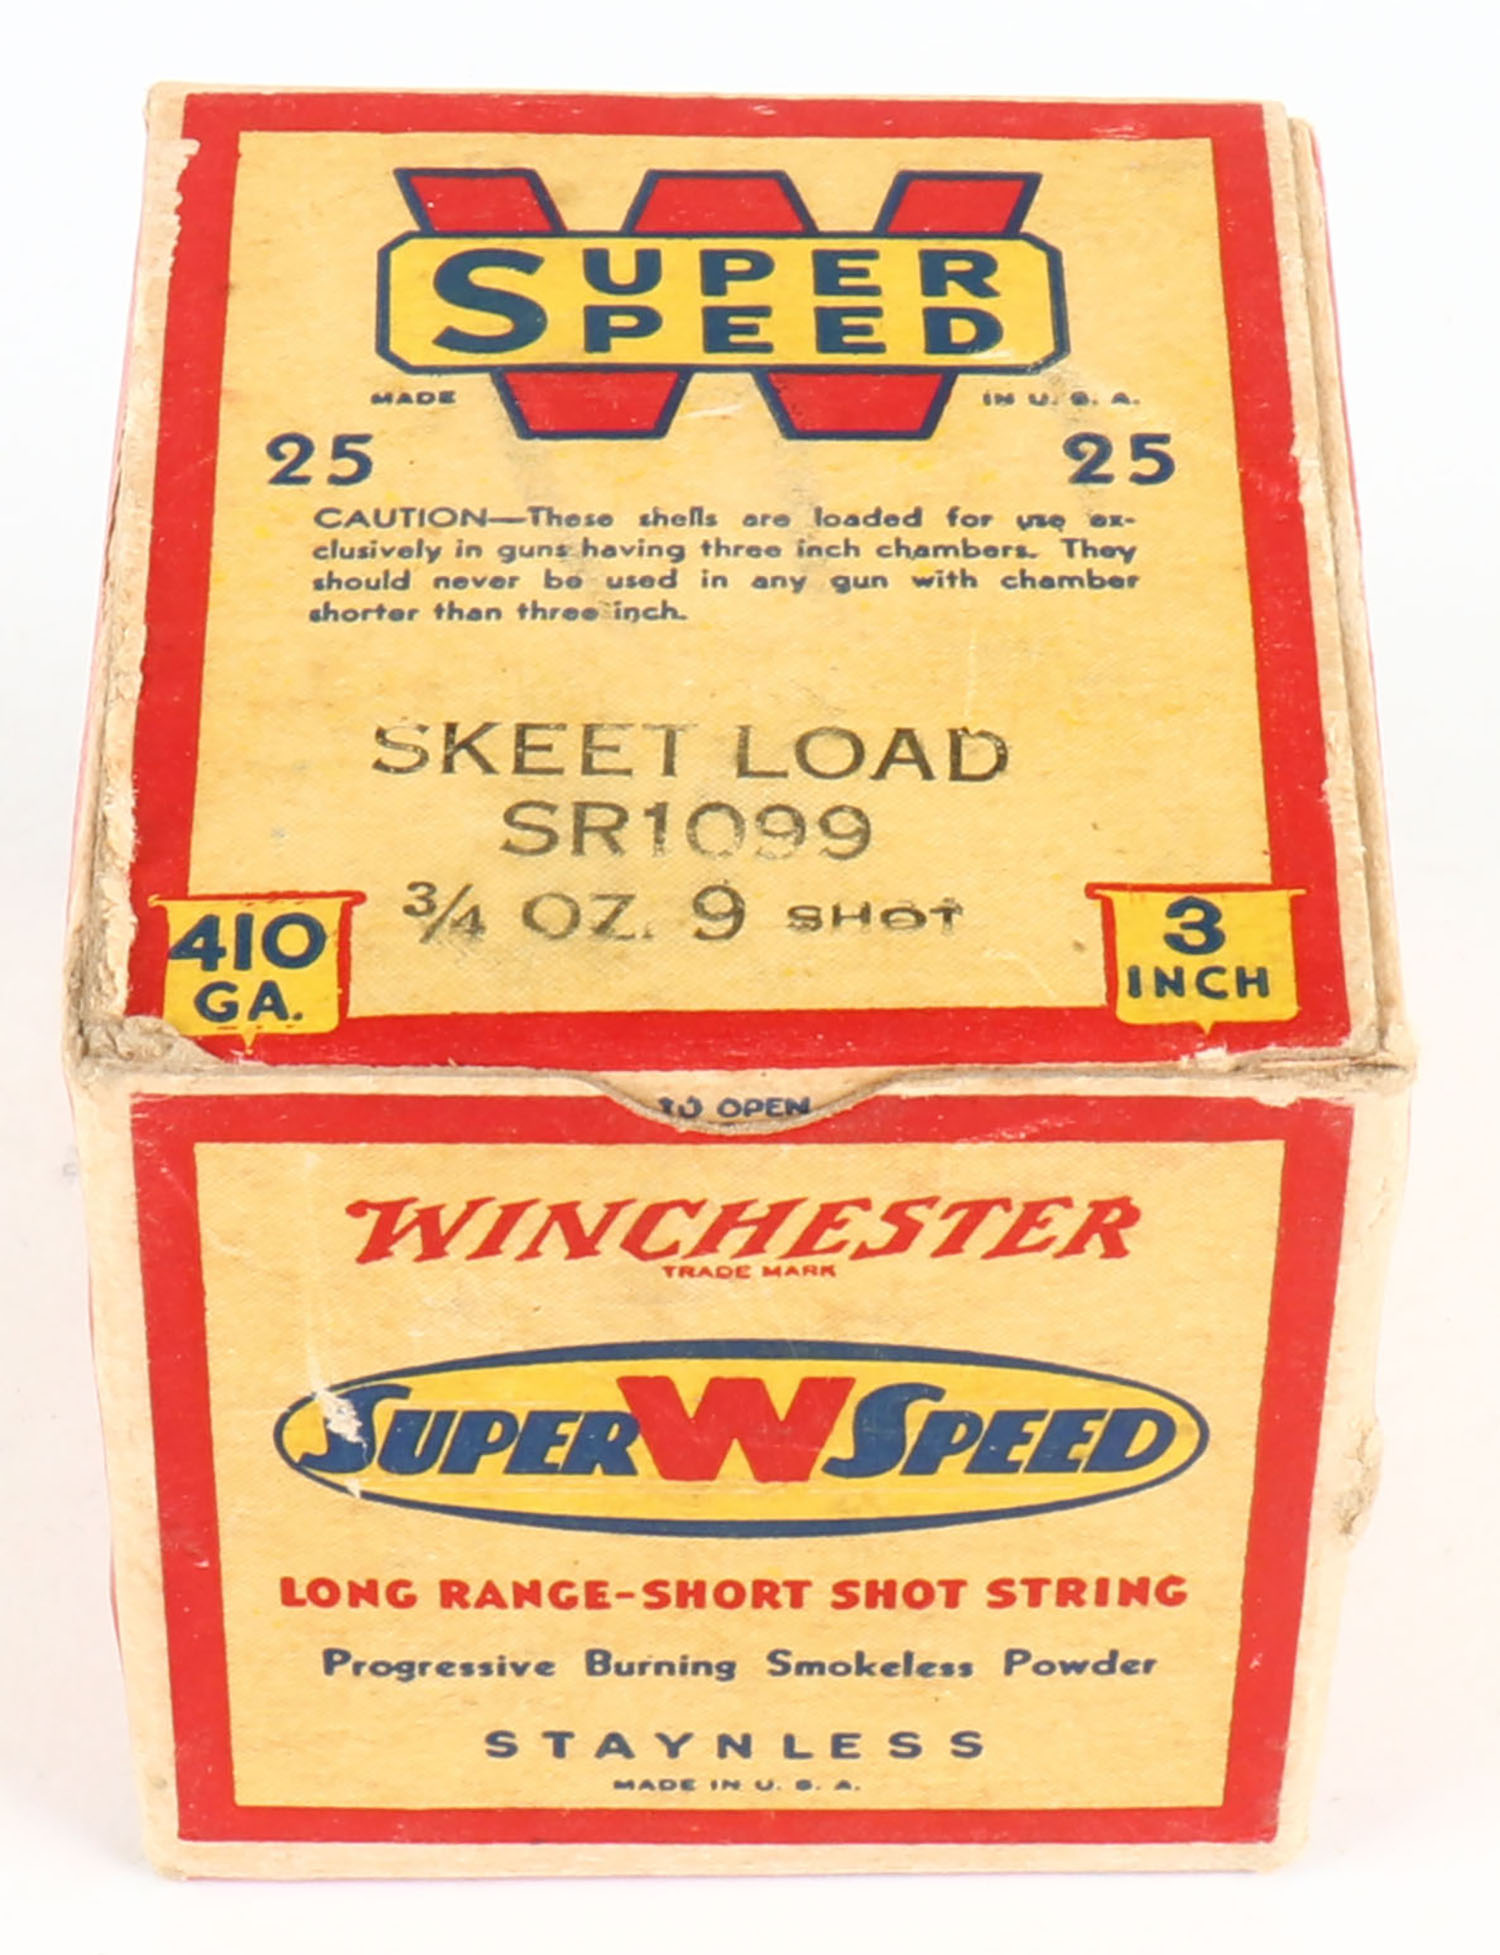 SUPER
SPEED
MADE IN U. S. A.
25 25
CAUTION—These shells are loaded for use ex-
clusively in guns having three inch chambers. They
should never be used in any gun with chamber
shorter than three inch.
SKEET LOAD
SR1099
3/4 OZ. 9 SHOT
410
GA.
3
INCH
TO OPEN
WINCHESTER
TRADE MARK
SUPER W SPEED
LONG RANGE-SHORT SHOT STRING
Progressive Burning Smokeless Powder
STAYNLESS
MADE IN U. S. A.